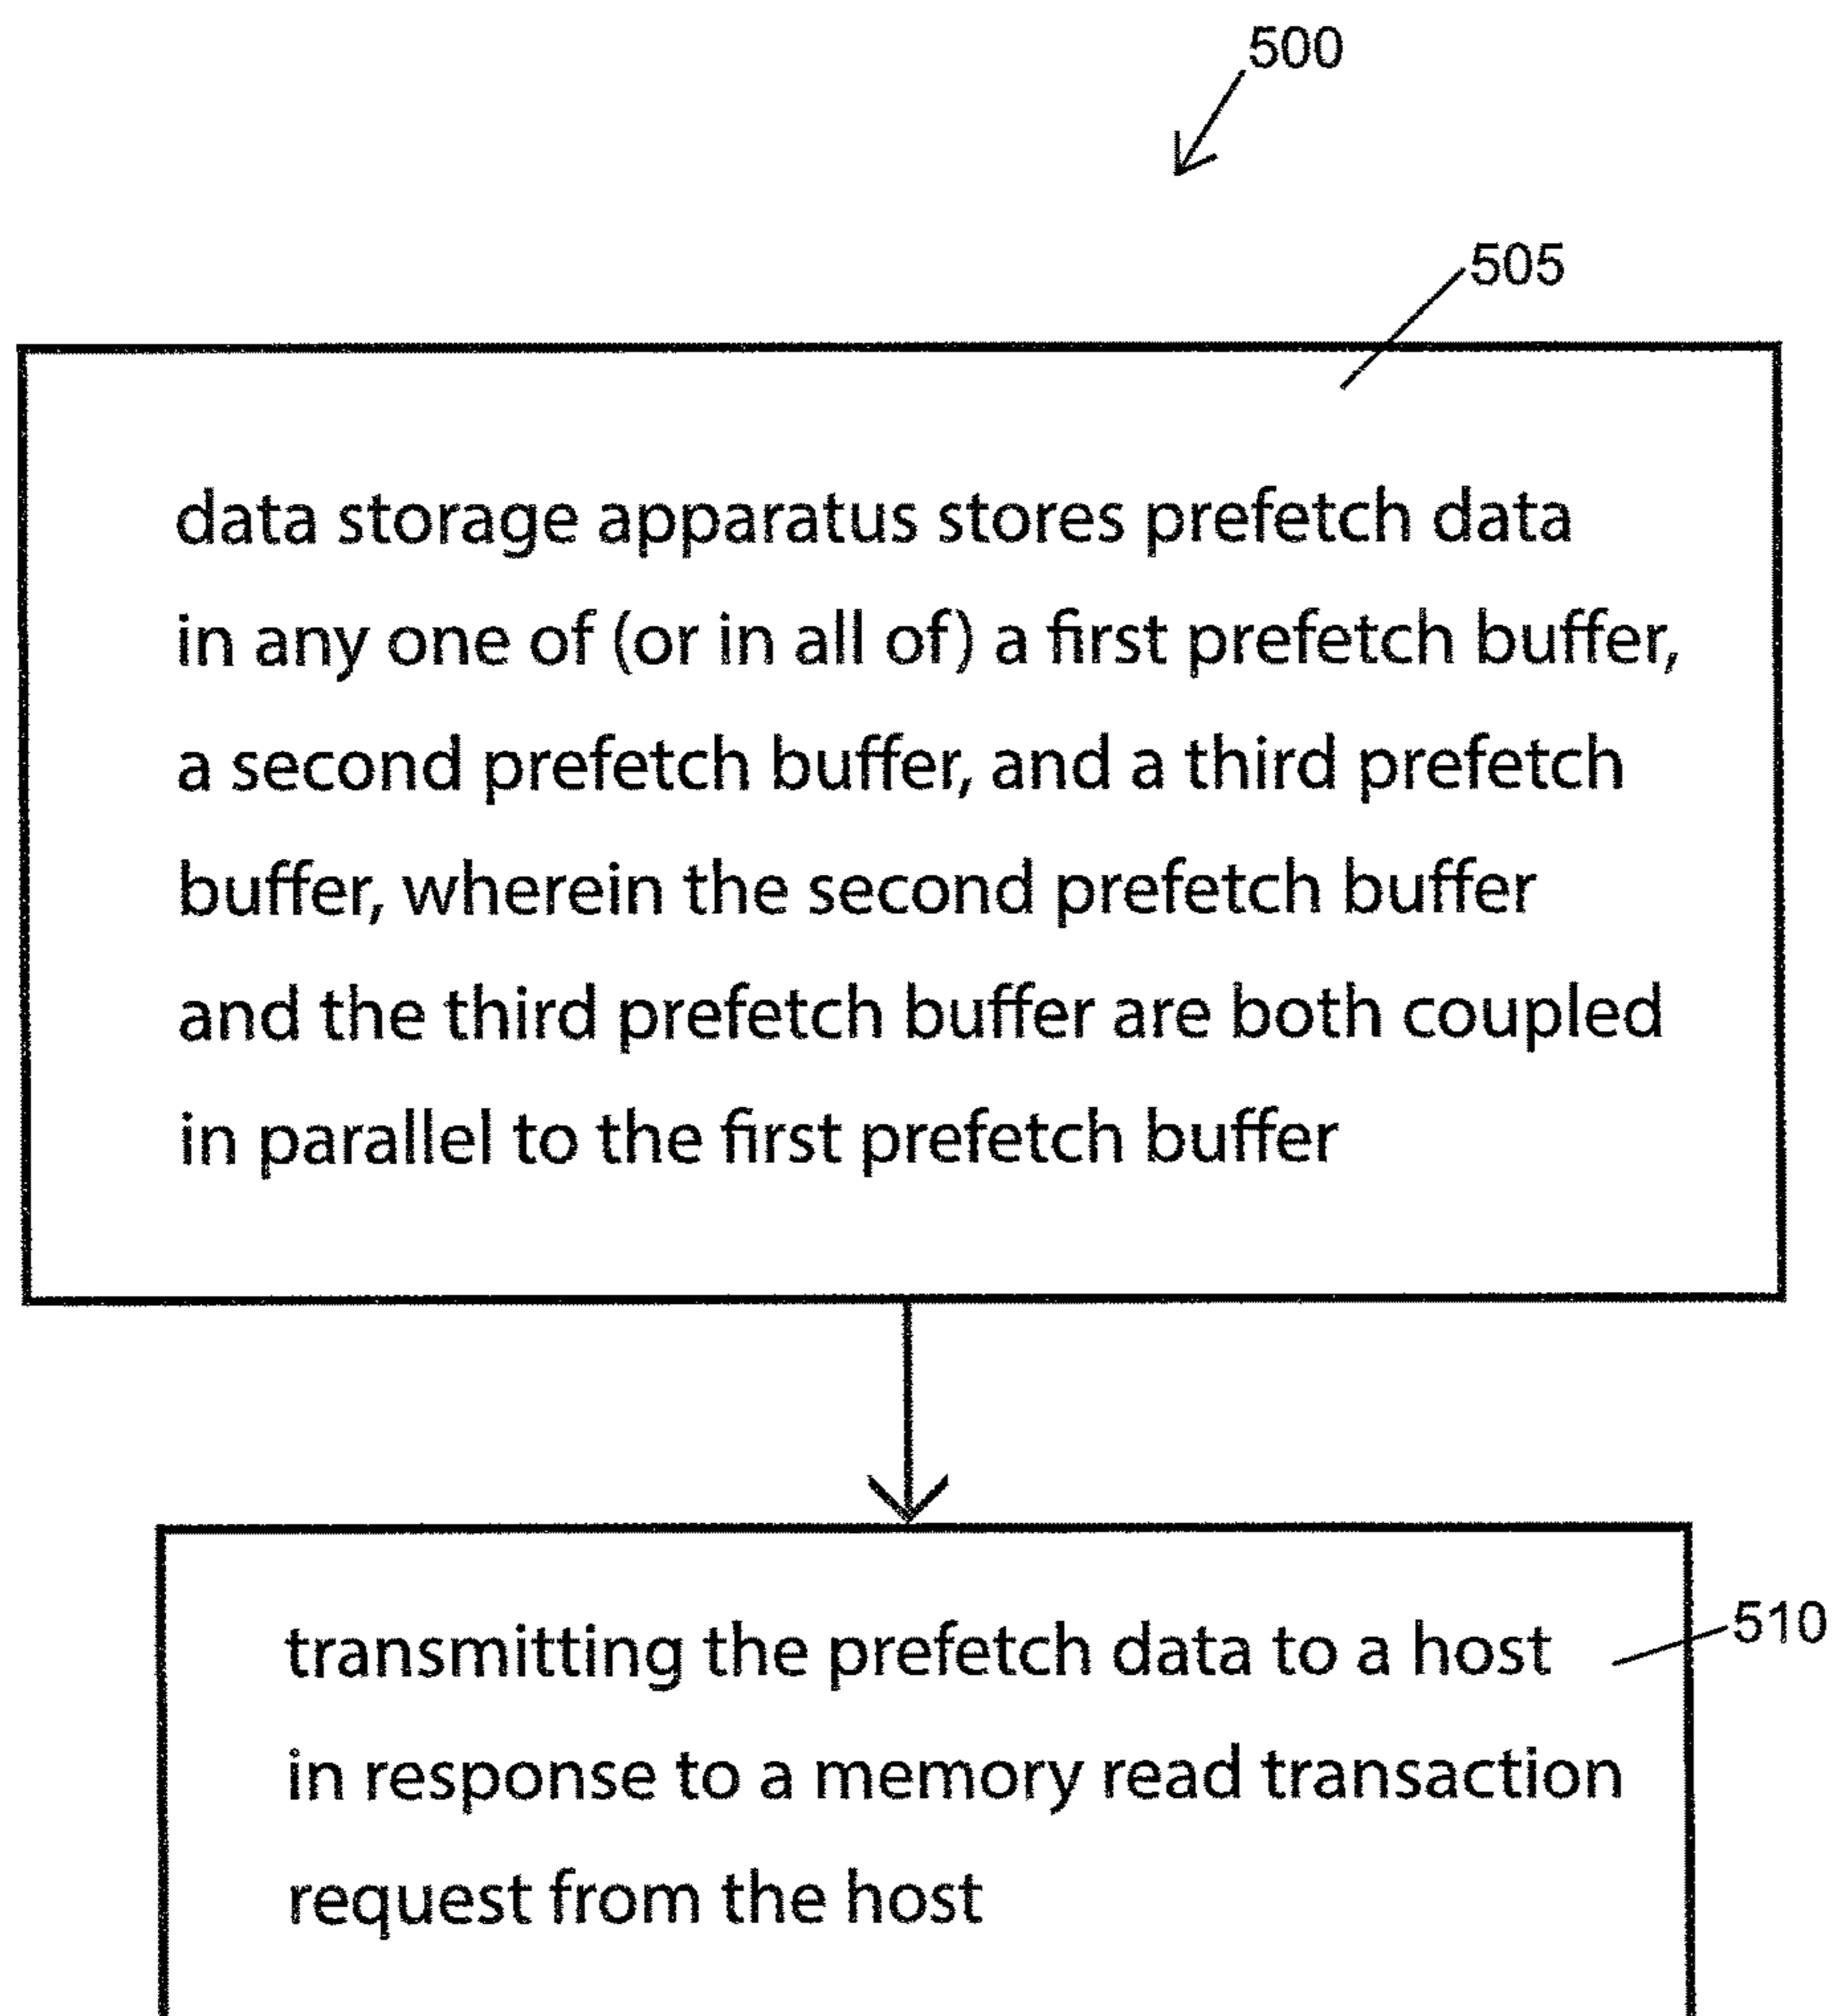 500
505
data storage apparatus stores prefetch data
in any one of (or in all of) a first prefetch buffer,
a second prefetch buffer, and a third prefetch
buffer, wherein the second prefetch buffer
and the third prefetch buffer are both coupled
in parallel to the first prefetch buffer
510
transmitting the prefetch data to a host
in response to a memory read transaction
request from the host